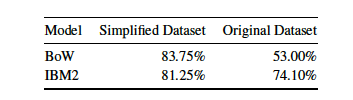 Model Simplified Dataset Original Dataset
BoW 83.75% 53.00%
IBM2 81.25% 74.10%